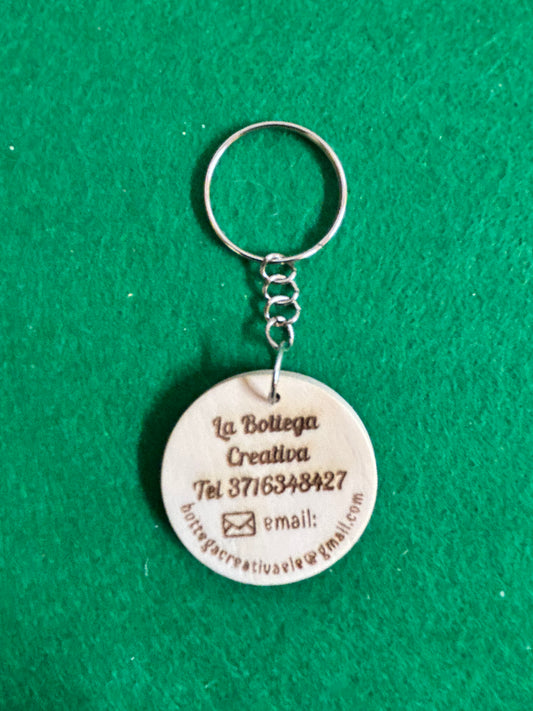 La Bottega
Creativa
Tel 3716348427
email:
bottegacreativaele@gmail.com